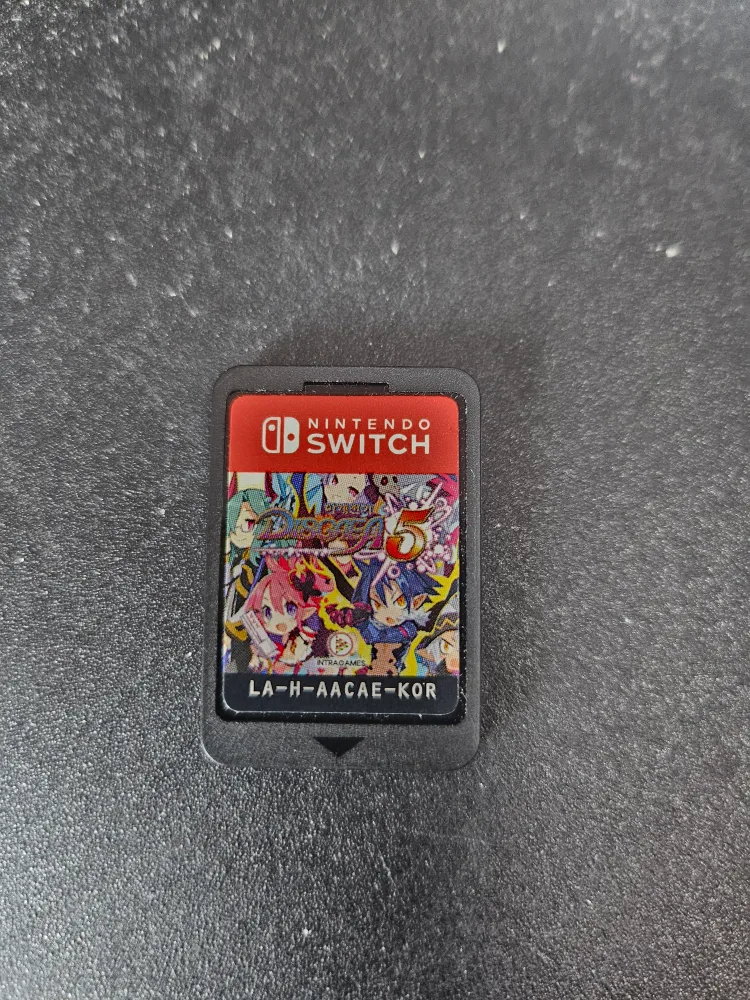 NINTENDO
SWITCH
DISGAEA 5
INTRAGAMES
LA-H-AACAE-KOR